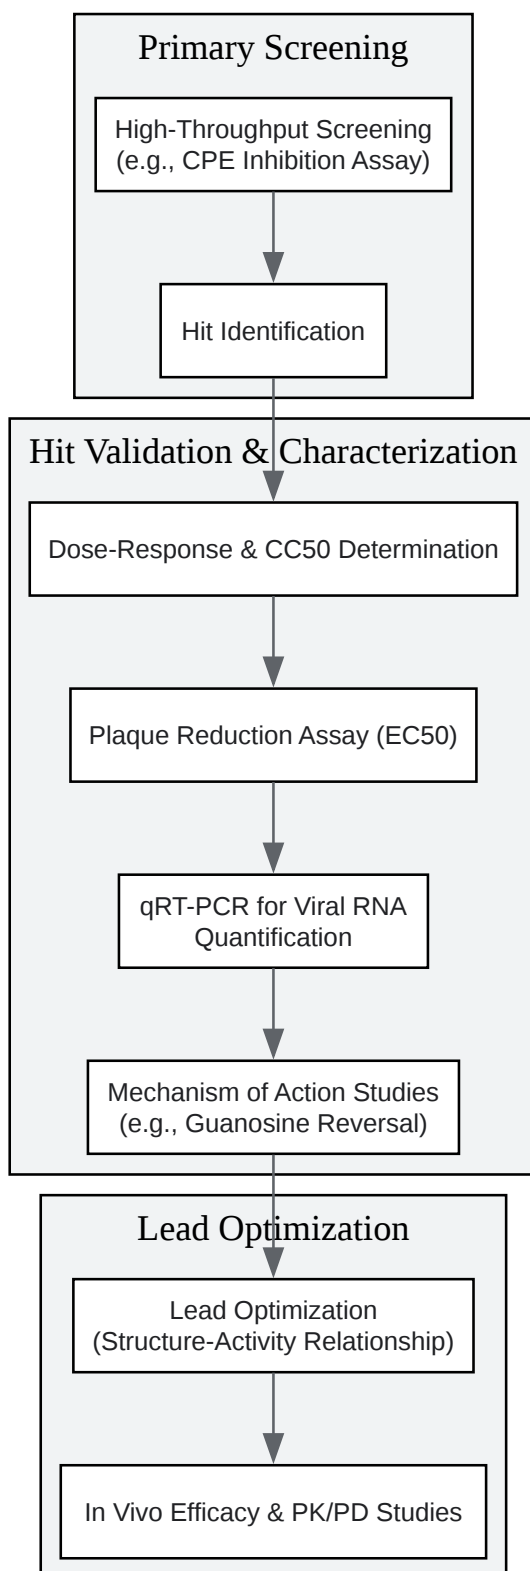 Primary Screening
High-Throughput Screening
(e.g., CPE Inhibition Assay)
Hit Identification
Hit Validation & Characterization
Dose-Response & CC50 Determination
Plaque Reduction Assay (EC50)
qRT-PCR for Viral RNA
Quantification
Mechanism of Action Studies
(e.g., Guanosine Reversal)
Lead Optimization
Lead Optimization
(Structure-Activity Relationship)
In Vivo Efficacy & PK/PD Studies